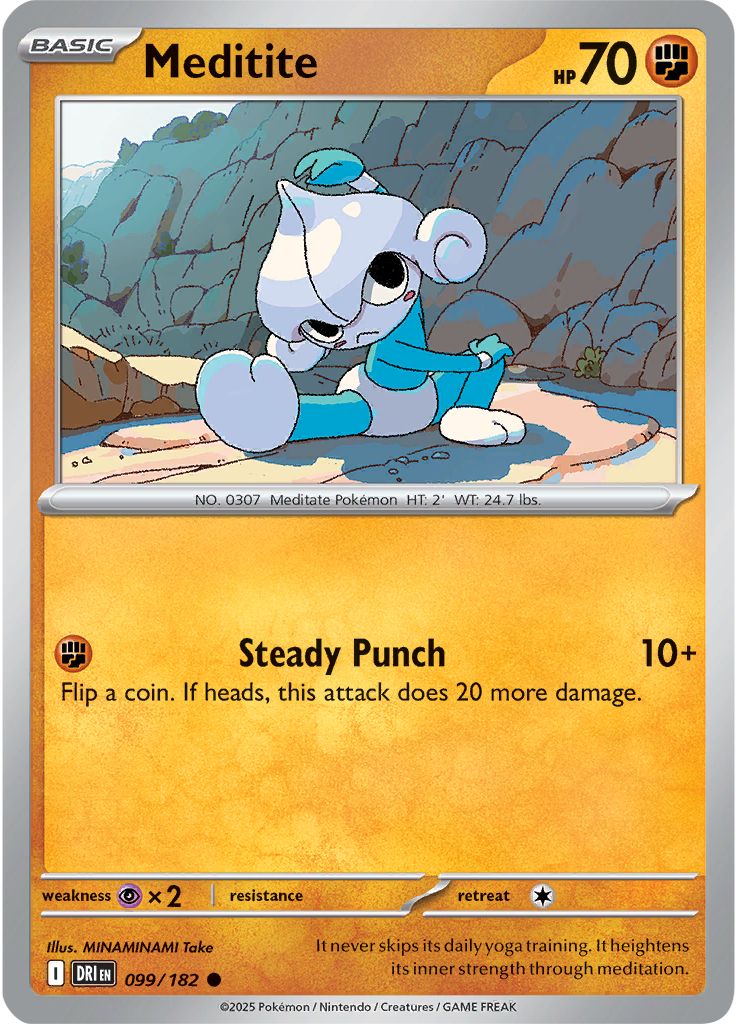 BASIC
Meditite
HP 70
NO. 0307 Meditate Pokémon HT: 2' WT: 24.7 lbs.
Steady Punch 10+
Flip a coin. If heads, this attack does 20 more damage.
weakness ×2 resistance retreat
Illus. MINAMINAMI Take
It never skips its daily yoga training. It heightens
its inner strength through meditation.
I DRI EN 099/182
©2025 Pokémon / Nintendo / Creatures / GAME FREAK